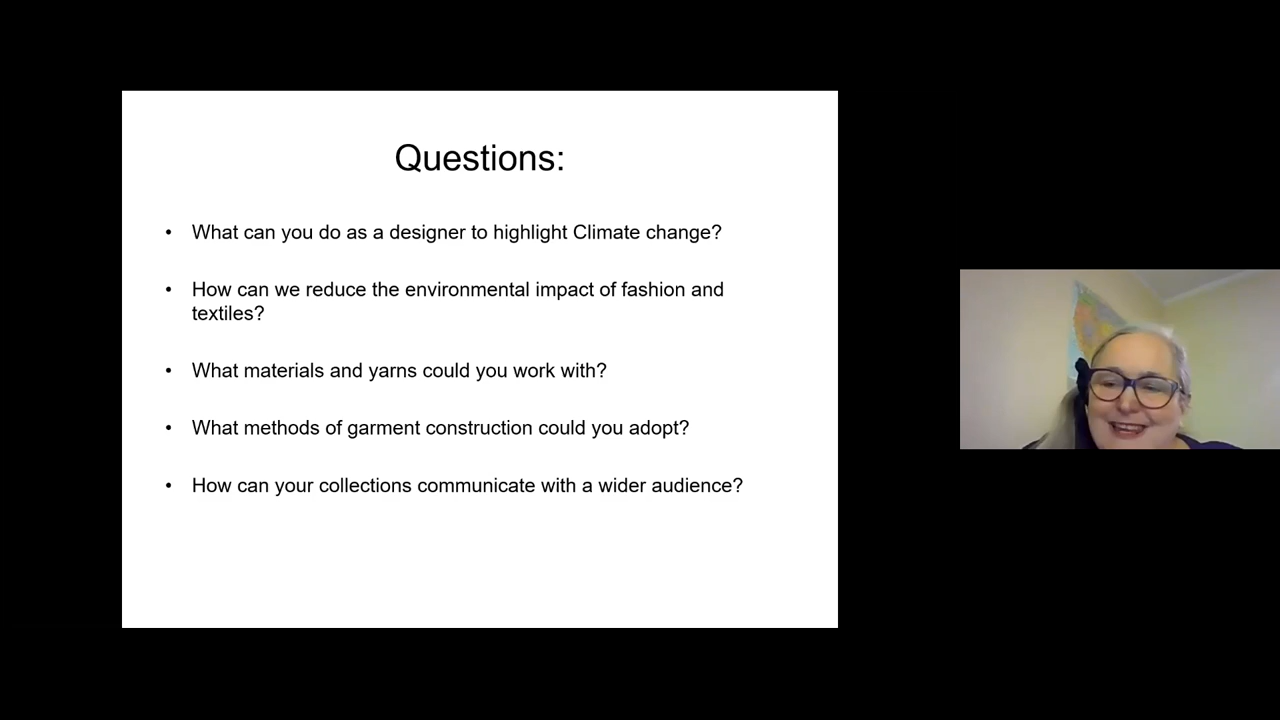 Questions:
• What can you do as a designer to highlight Climate change?
• How can we reduce the environmental impact of fashion and
textiles?
• What materials and yarns could you work with?
• What methods of garment construction could you adopt?
• How can your collections communicate with a wider audience?